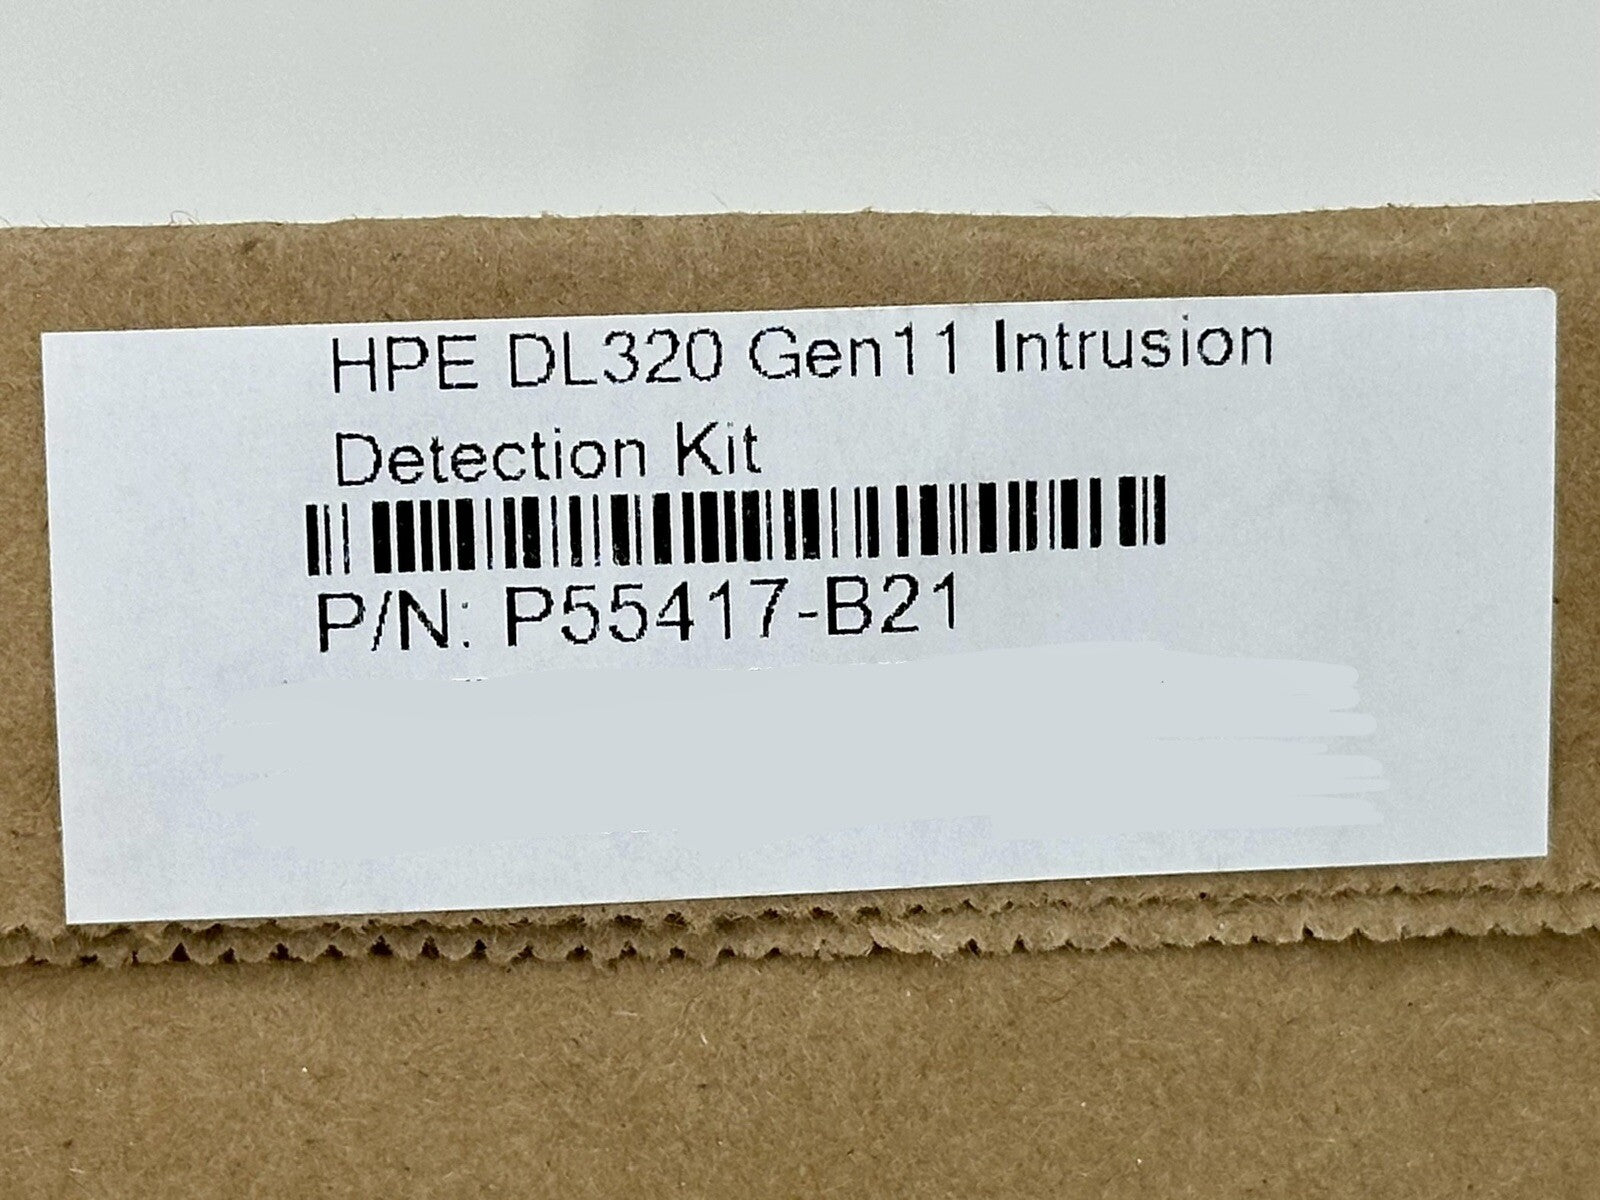 HPE DL320 Gen11 Intrusion
Detection Kit
P/N: P55417-B21